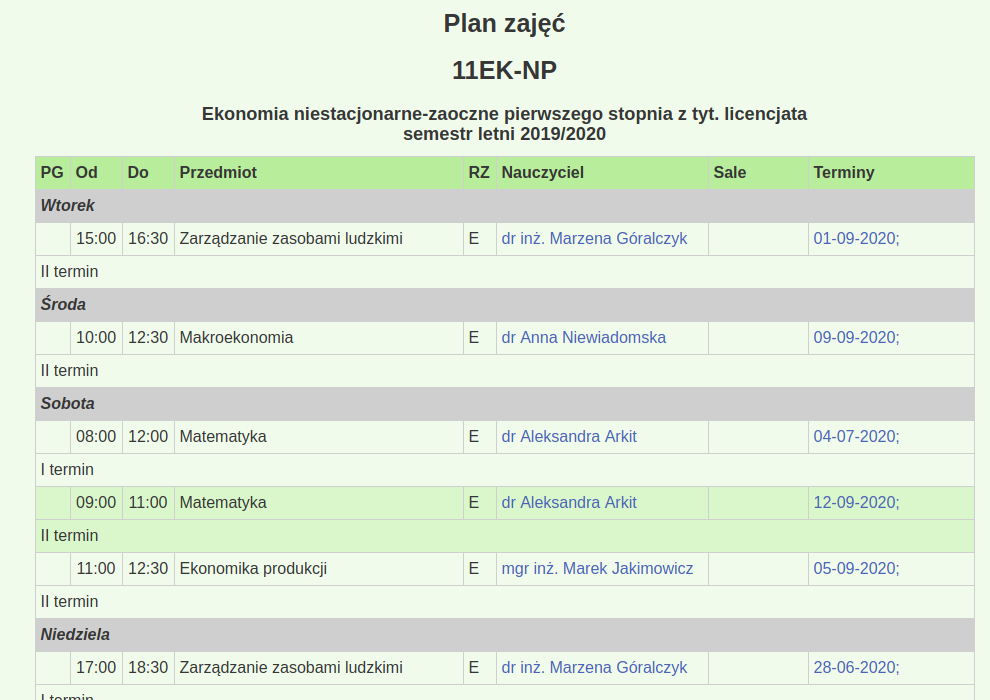 Plan zajęć
11EK-NP
Ekonomia niestacjonarne-zaoczne pierwszego stopnia z tyt. licencjata
semestr letni 2019/2020
PG Od Do Przedmiot RZ Nauczyciel Sale Terminy
Wtorek
15:00 16:30 Zarządzanie zasobami ludzkimi E dr inż. Marzena Góralczyk 01-09-2020;
II termin
Środa
10:00 12:30 Makroekonomia E dr Anna Niewiadomska 09-09-2020;
II termin
Sobota
08:00 12:00 Matematyka E dr Aleksandra Arkit 04-07-2020;
I termin
09:00 11:00 Matematyka E dr Aleksandra Arkit 12-09-2020;
II termin
11:00 12:30 Ekonomika produkcji E mgr inż. Marek Jakimowicz 05-09-2020;
II termin
Niedziela
17:00 18:30 Zarządzanie zasobami ludzkimi E dr inż. Marzena Góralczyk 28-06-2020;
I termin